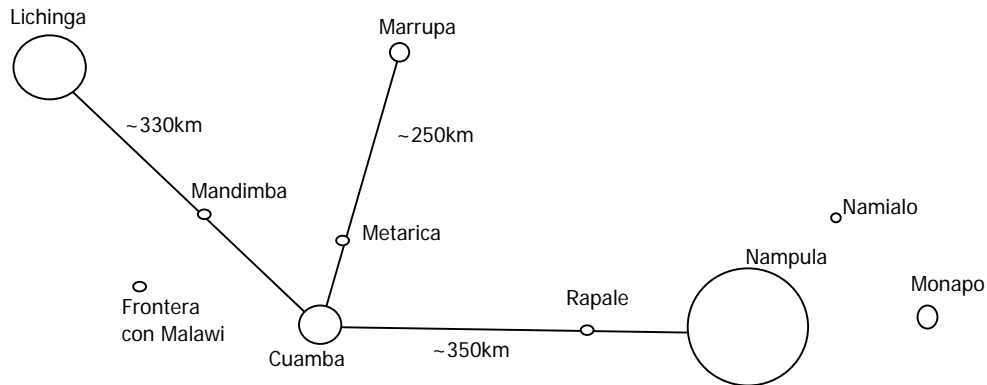 Lichinga
Marrupa
~330km
~250km
Mandimba
Namialo
Metarica
Nampula
Monapo
Frontera
con Malawi
Rapale
Cuamba
~350km